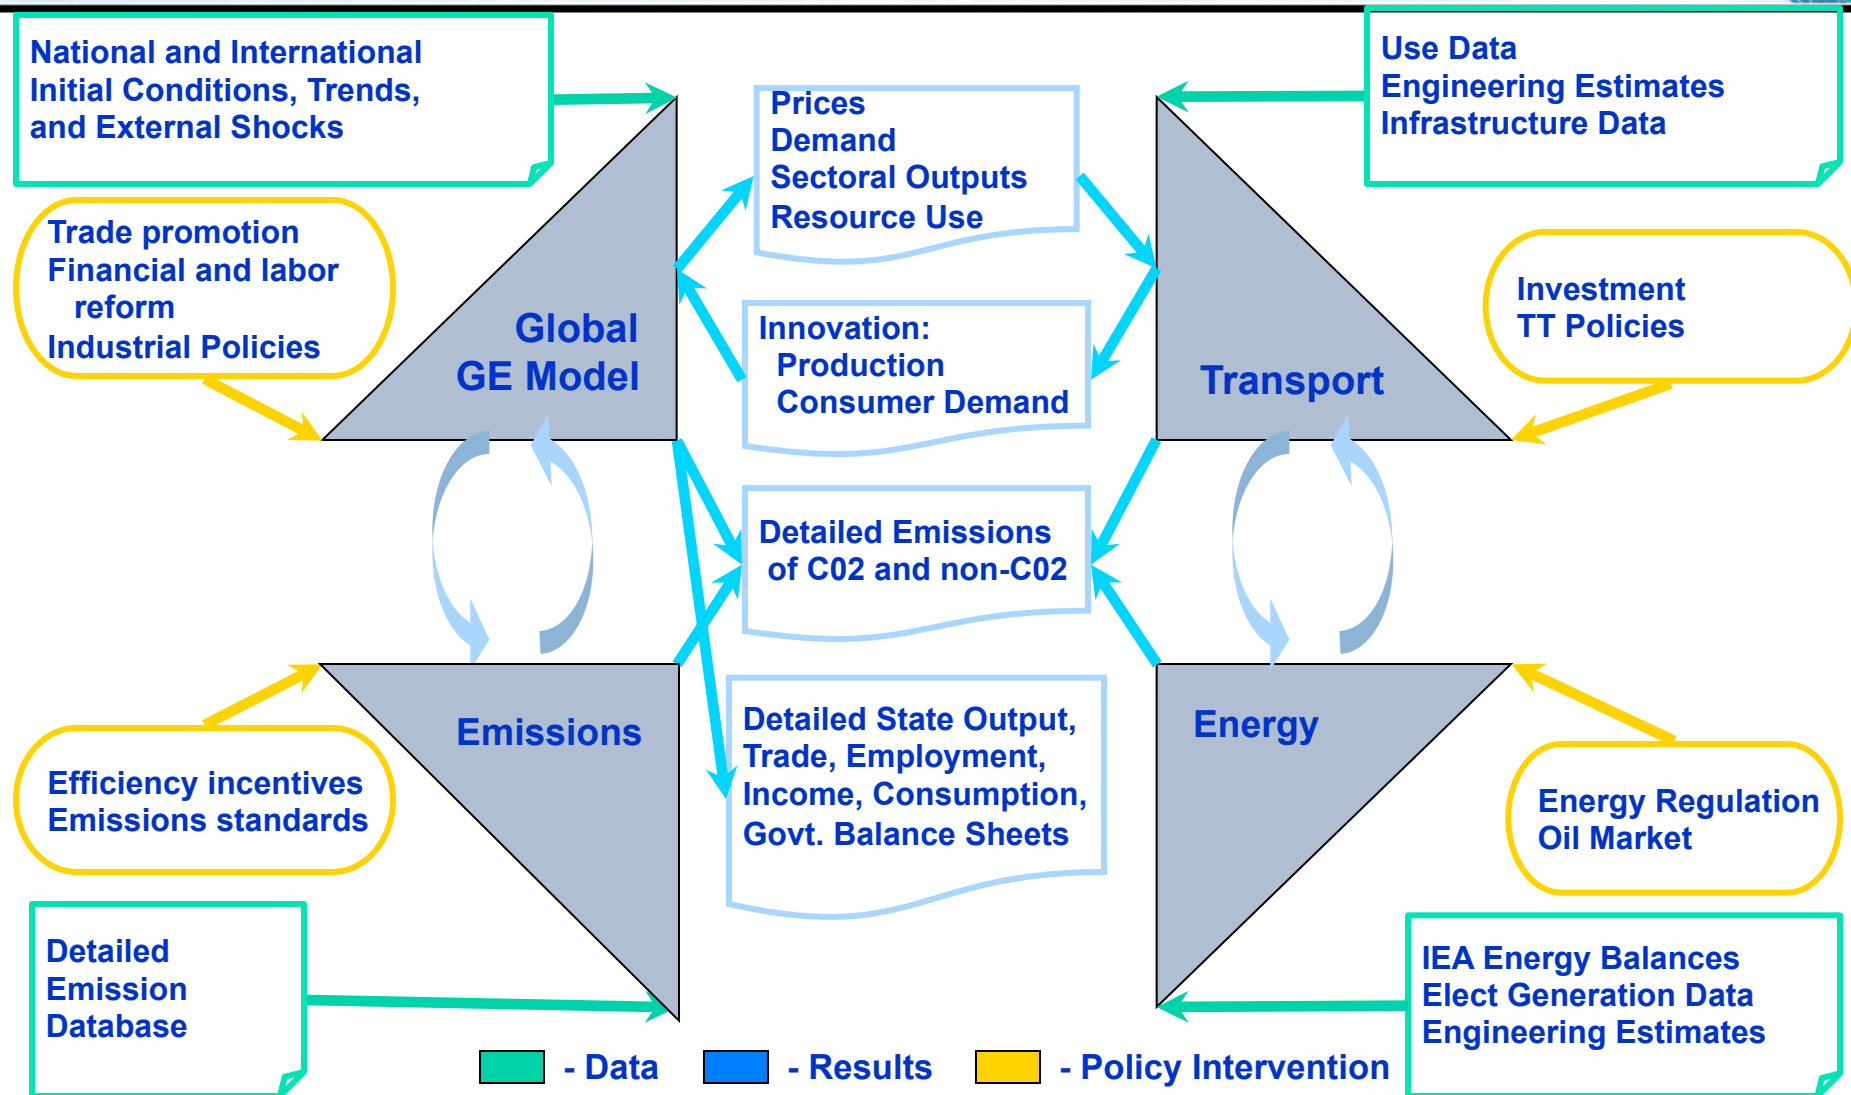 National and International
Initial Conditions, Trends,
and External Shocks
Use Data
Engineering Estimates
Infrastructure Data
Prices
Demand
Sectoral Outputs
Resource Use
Trade promotion
Financial and labor
reform
Industrial Policies
Investment
TT Policies
Global
GE Model
Innovation:
Production
Consumer Demand
Transport
Detailed Emissions
of C02 and non-C02
Emissions
Detailed State Output,
Trade, Employment,
Income, Consumption,
Govt. Balance Sheets
Energy
Efficiency incentives
Emissions standards
Energy Regulation
Oil Market
Detailed
Emission
Database
IEA Energy Balances
Elect Generation Data
Engineering Estimates
- Data
- Results
- Policy Intervention